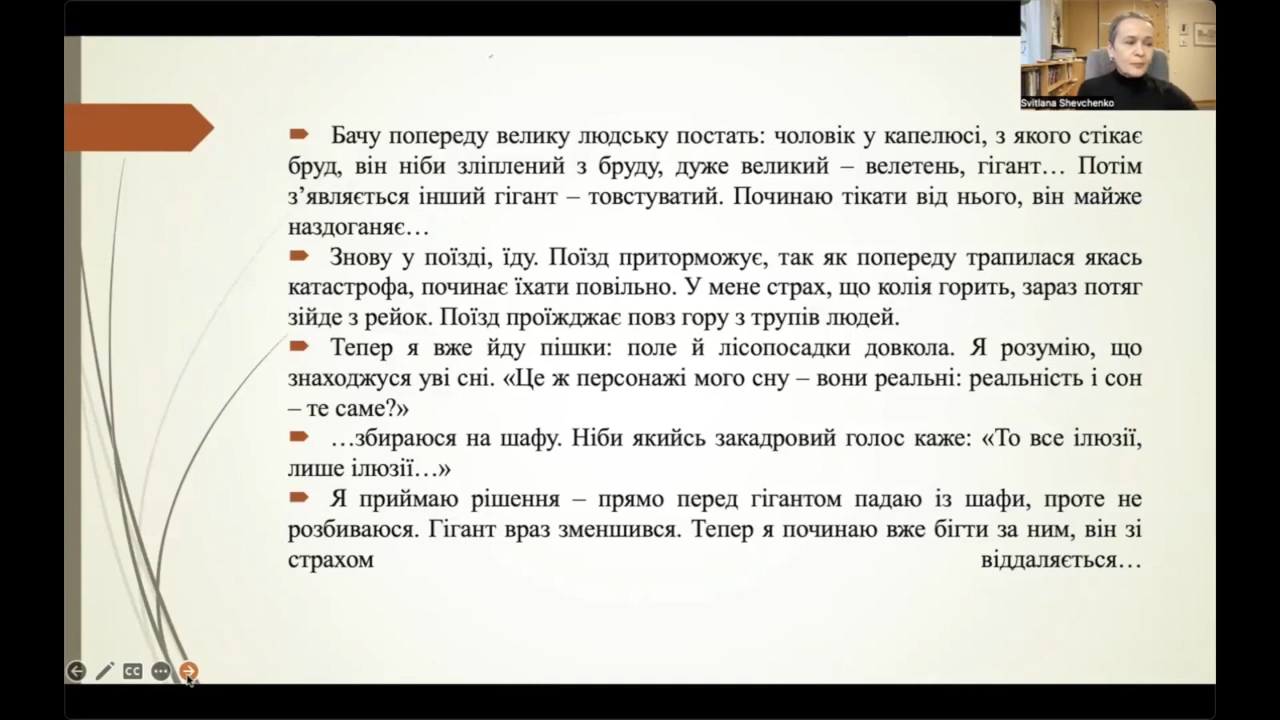 Svitlana Shevchenko
Бачу попереду велику людську постать: чоловік у капелюсі, з якого стікає
бруд, він ніби зліплений з бруду, дуже великий – велетень, гігант… Потім
з’являється інший гігант – товстуватий. Починаю тікати від нього, він майже
наздоганяє…
Знову у поїзді, їду. Поїзд приторможує, так як попереду трапилася якась
катастрофа, починає їхати повільно. У мене страх, що колія горить, зараз потяг
зійде з рейок. Поїзд проїжджає повз гору з трупів людей.
Тепер я вже йду пішки: поле й лісопосадки довкола. Я розумію, що
знаходжуся уві сні. «Це ж персонажі мого сну – вони реальні: реальність і сон
– те саме?»
…збираюся на шафу. Ніби якийсь закадровий голос каже: «То все ілюзії,
лише ілюзії…»
Я приймаю рішення – прямо перед гігантом падаю із шафи, проте не
розбиваюся. Гігант враз зменшився. Тепер я починаю вже бігти за ним, він зі
страхом віддаляється…
CC